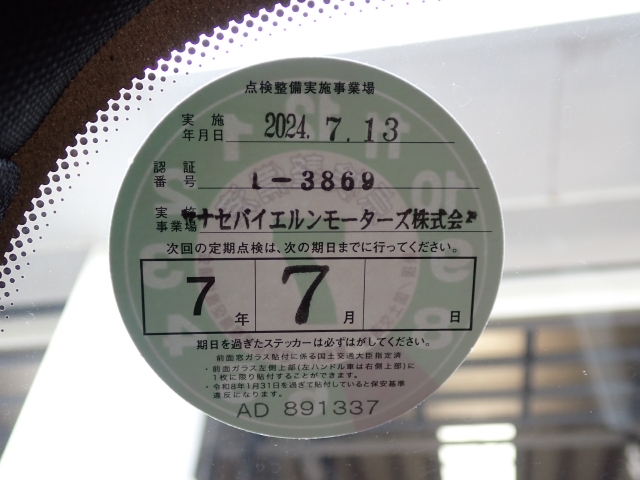 点検整備実施事業場
実施年月日 2024. 7. 13
認証番号 1-3869
実施事業場 ヤナセバイエルンモーターズ株式会
次回の定期点検は、次の期日までに行ってください。
7年 7月 日
期日を過ぎたステッカーは必ずはがしてください。
前面窓ガラス貼付に係る国土交通大臣指定済
・前面ガラス左側上部(左ハンドル車は右側上部)に
1枚に限り貼付することができます。
・令和8年1月31日を過ぎて貼付していると保安基準
違反になります。
AD 891337